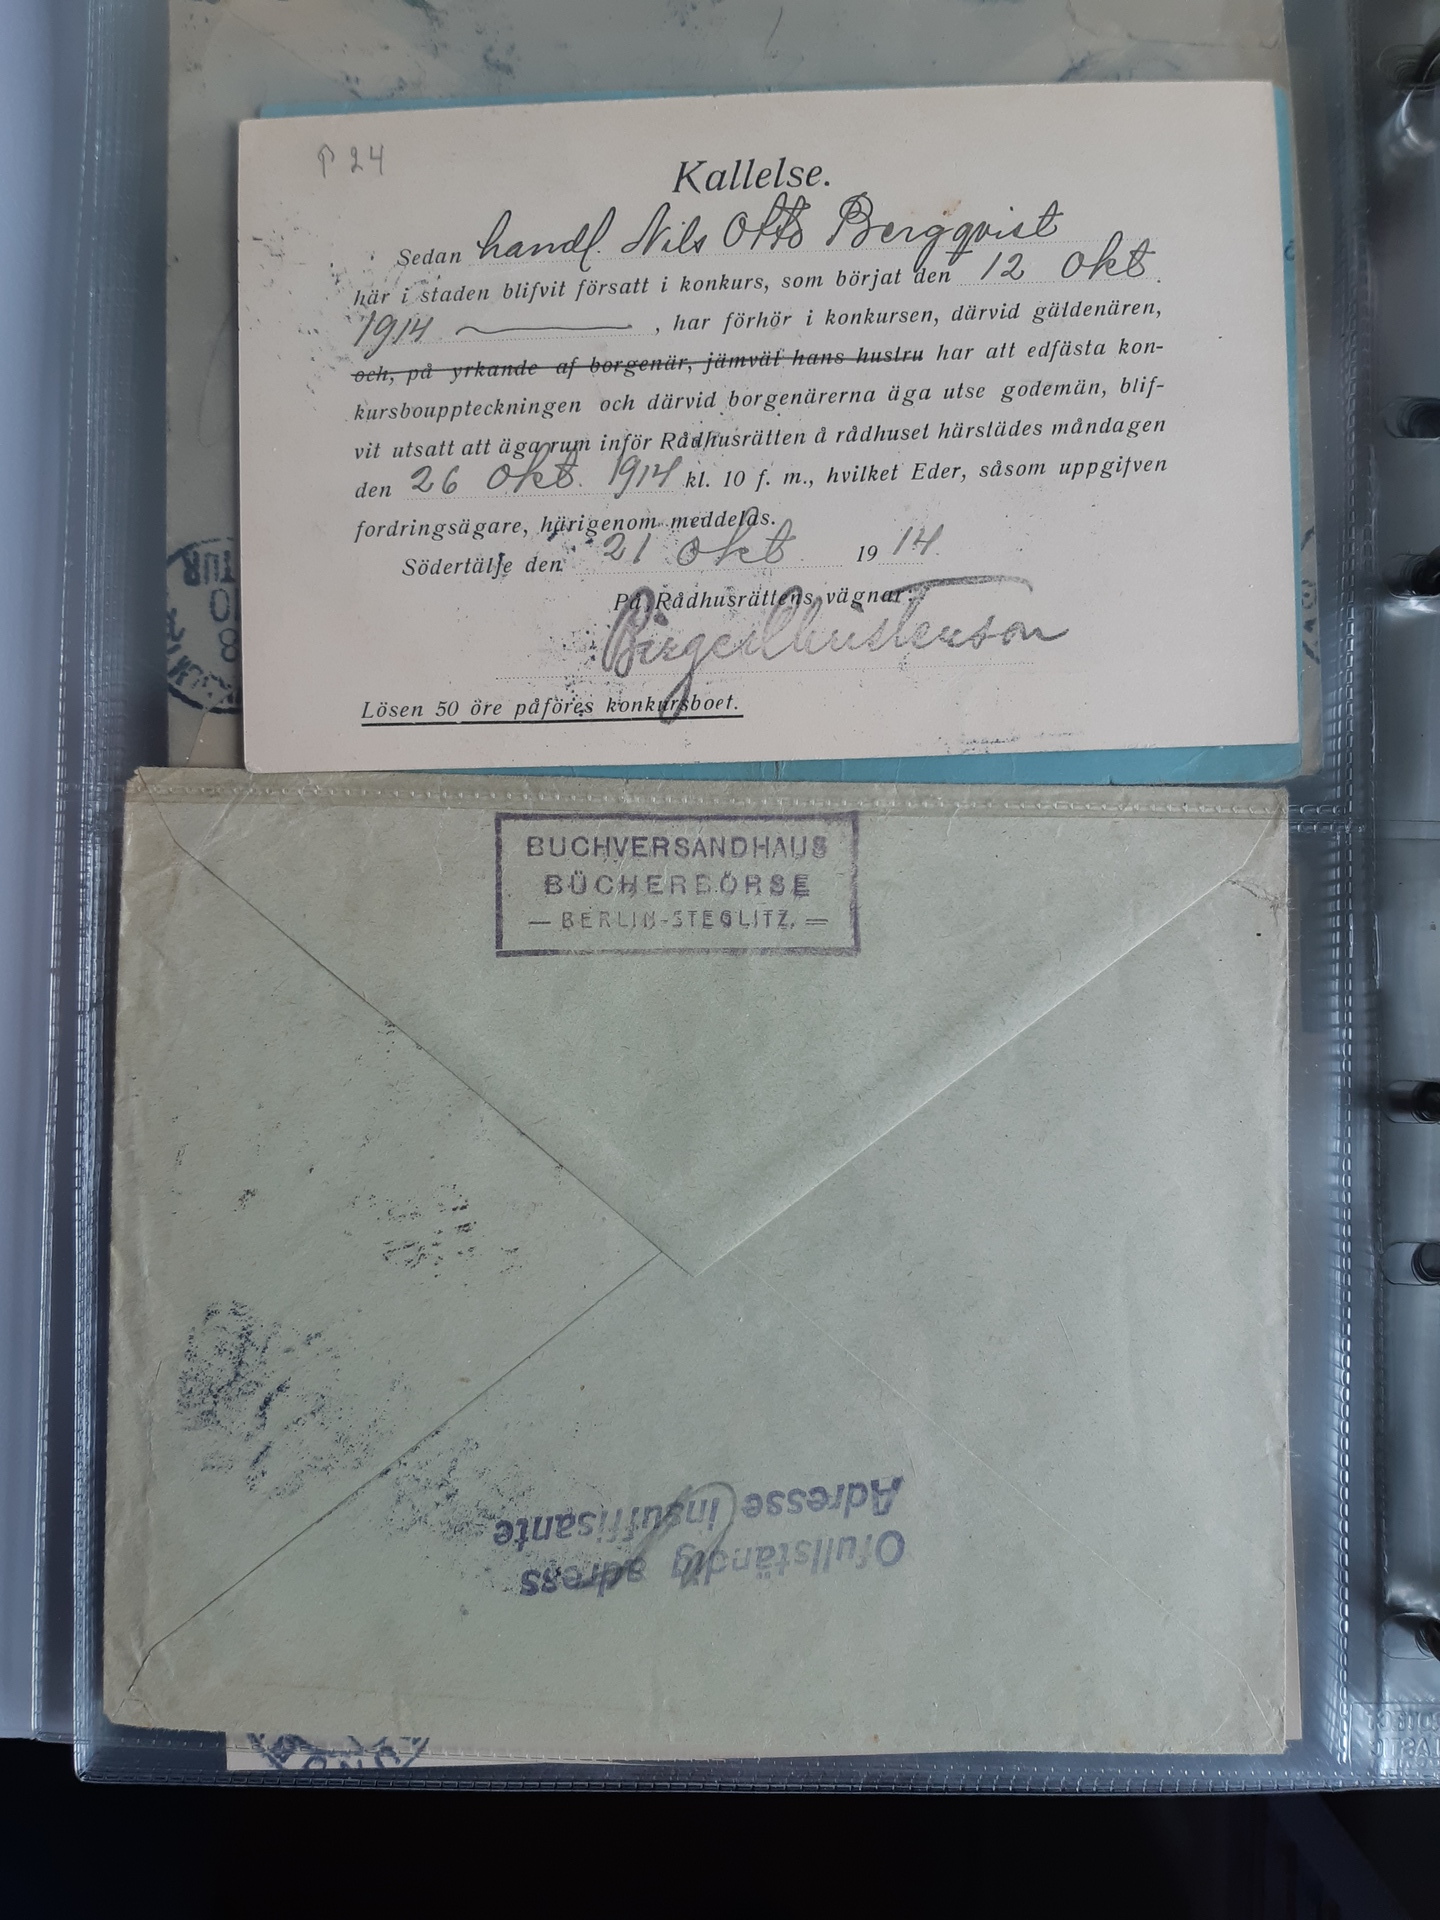 P 24
Kallelse.
Sedan handl. Nils Otto Bergqvist
här i staden blifvit försatt i konkurs, som börjat den 12 Okt
1914 , har förhör i konkursen, därvid gäldenären,
och, på yrkande af borgenär, jämväl hans hustru har att edfästa kon-
kursbouppteckningen och därvid borgenärerna äga utse godemän, blif-
vit utsatt att äga rum inför Rådhusrätten å rådhuset härstädes måndagen
den 26 Okt. 1914 kl. 10 f. m., hvilket Eder, såsom uppgifven
fordringsägare, härigenom meddelas.
Södertälje den 21 Okt 1914.
På Rådhusrättens vägnar:
Birger Christenson
Lösen 50 öre påföres konkursboet.
BUCHVERSANDHAUS
BÜCHERBÖRSE
— BERLIN-STEGLITZ. —
Ofullständig adress
Adresse insuffisante